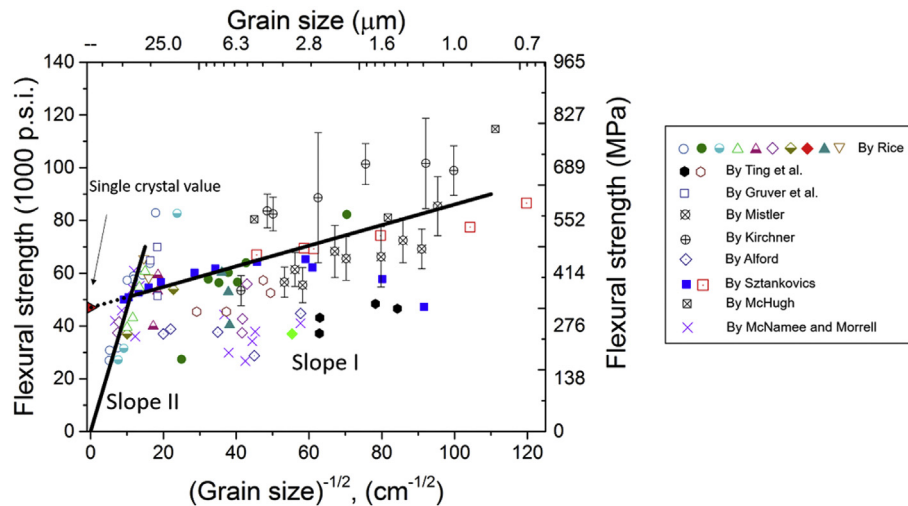 Grain size (μm)
-- 25.0 6.3 2.8 1.6 1.0 0.7
140 965
120 827
100 689
80 552
60 414
40 276
20 138
0 0
Flexural strength (1000 p.s.i.)
Flexural strength (MPa)
Single crystal value
Slope I
Slope II
0 20 40 60 80 100 120
(Grain size)^-1/2, (cm^-1/2)
By Rice
By Ting et al.
By Gruver et al.
By Mistler
By Kirchner
By Alford
By Sztankovics
By McHugh
By McNamee and Morrell